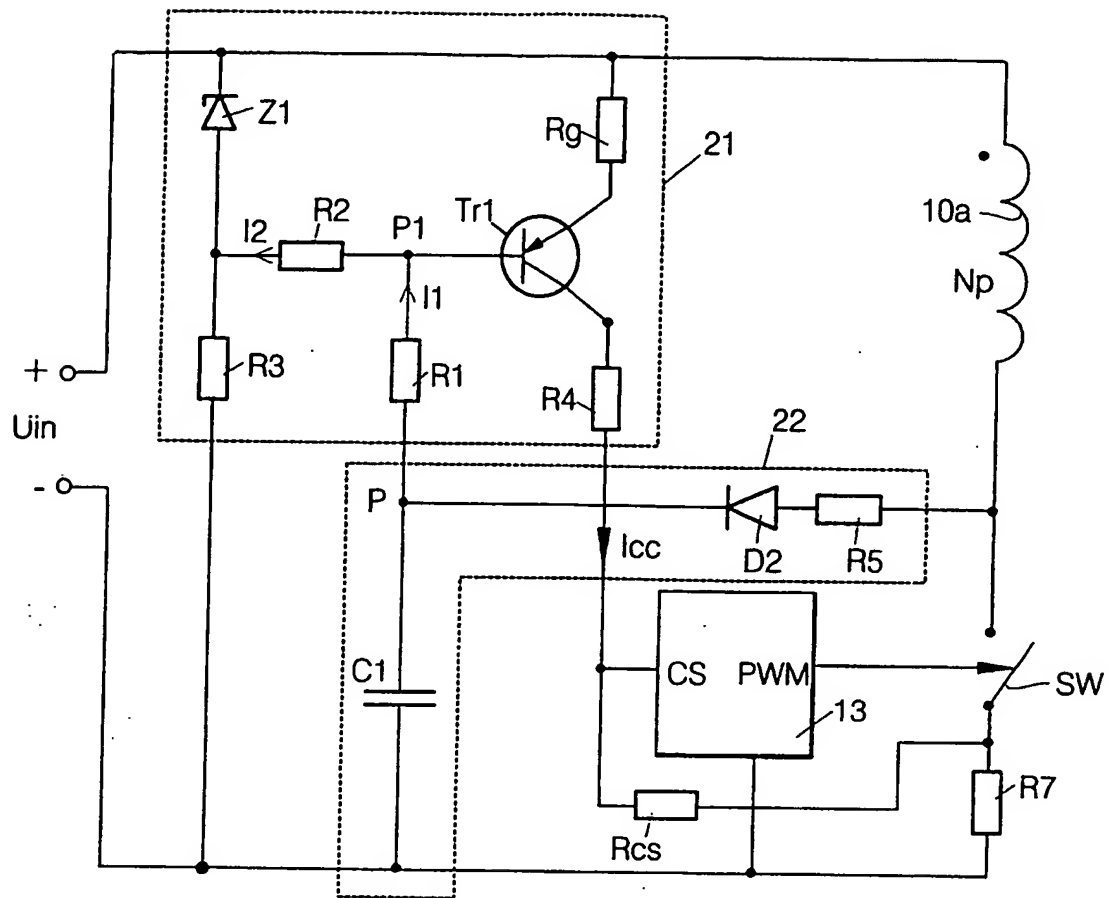 Z1
Rg
21
R2
P1
Tr1
I2
10a
Np
I1
+
R3
R1
R4
Uin
22
-
P
Icc
D2
R5
C1
CS PWM
SW
13
R7
Rcs